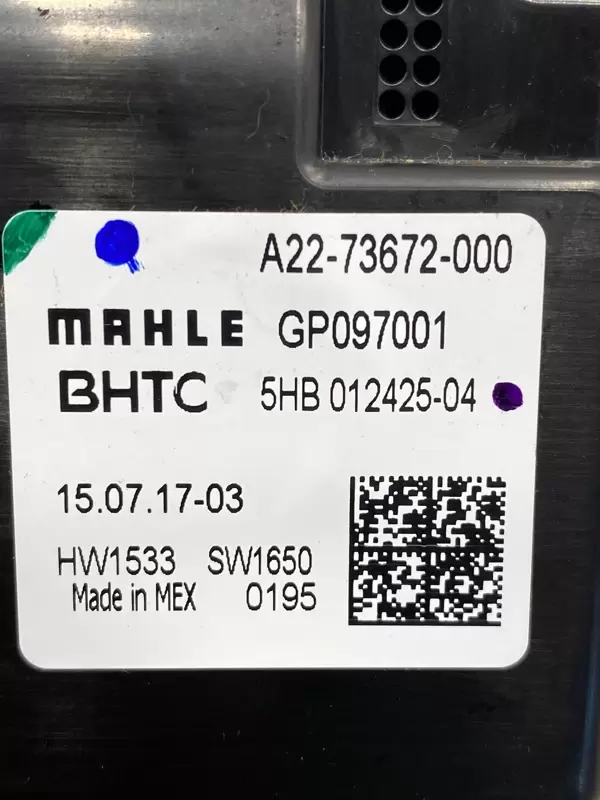 A22-73672-000
MAHLE GP097001
BHTC 5HB 012425-04
15.07.17-03
HW1533 SW1650
Made in MEX 0195